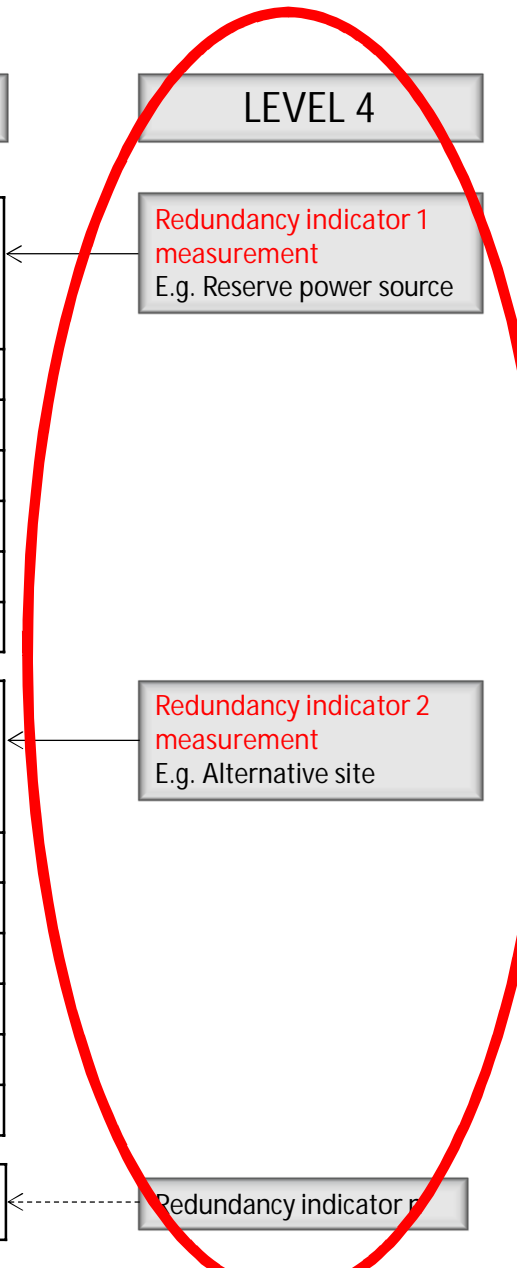 LEVEL 4
Redundancy indicator 1
measurement
E.g. Reserve power source
Redundancy indicator 2
measurement
E.g. Alternative site
Redundancy indicator